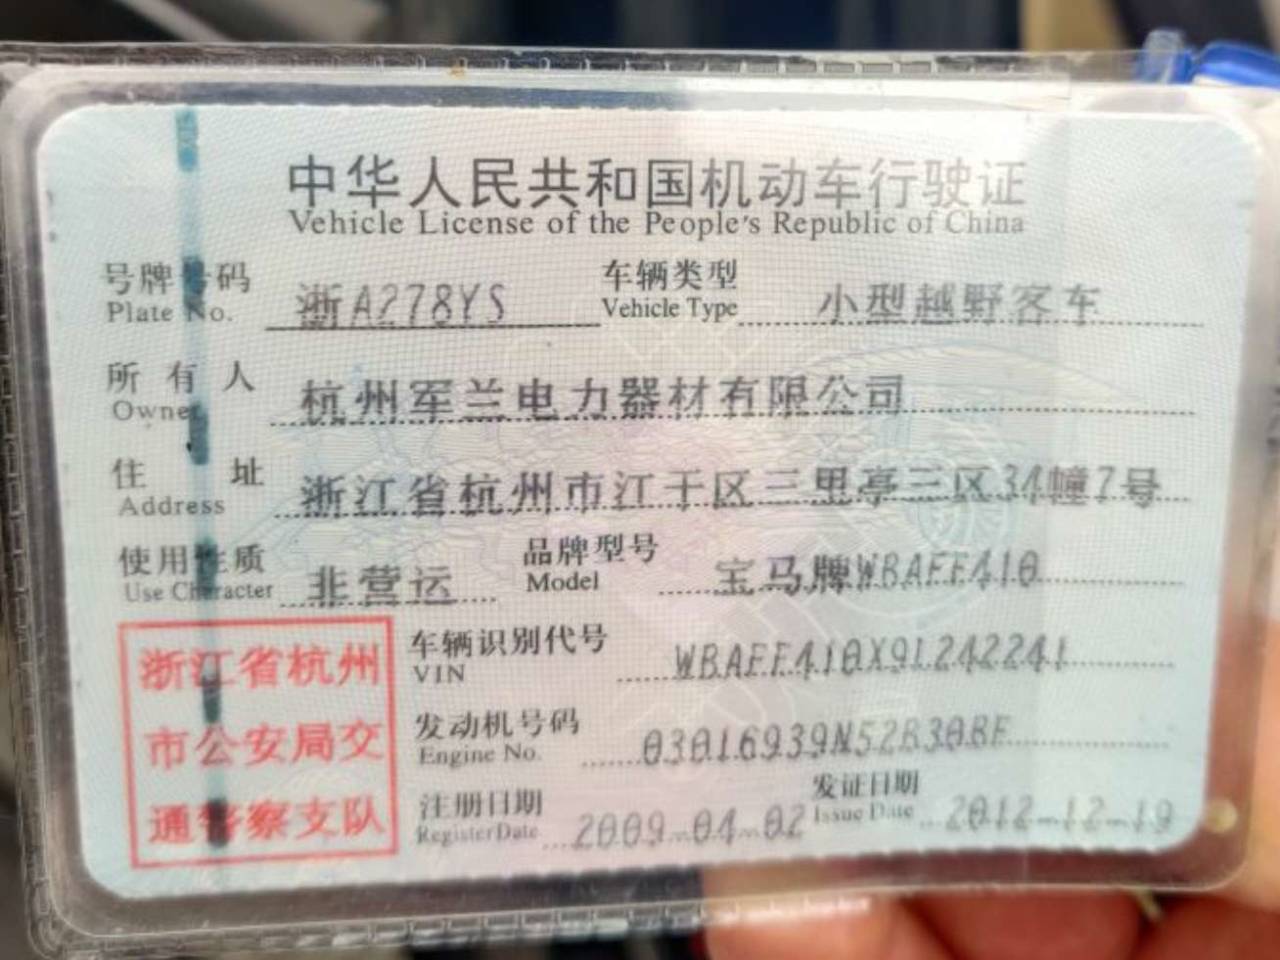 中华人民共和国机动车行驶证
Vehicle License of the People's Republic of China
号牌号码 浙A278YS 车辆类型 小型越野客车
Plate No. Vehicle Type
所有人 杭州军兰电力器材有限公司
Owner
住址 浙江省杭州市江干区三里亭三区34幢7号
Address
使用性质 非营运 品牌型号 宝马牌WBAFF410
Use Character Model
浙江省杭州 车辆识别代号 WBAFF410X9L242241
VIN
市公安局交 发动机号码 03016939N52B30BF
Engine No.
通警察支队 注册日期 2009-04-02 发证日期 2012-12-19
Register Date Issue Date